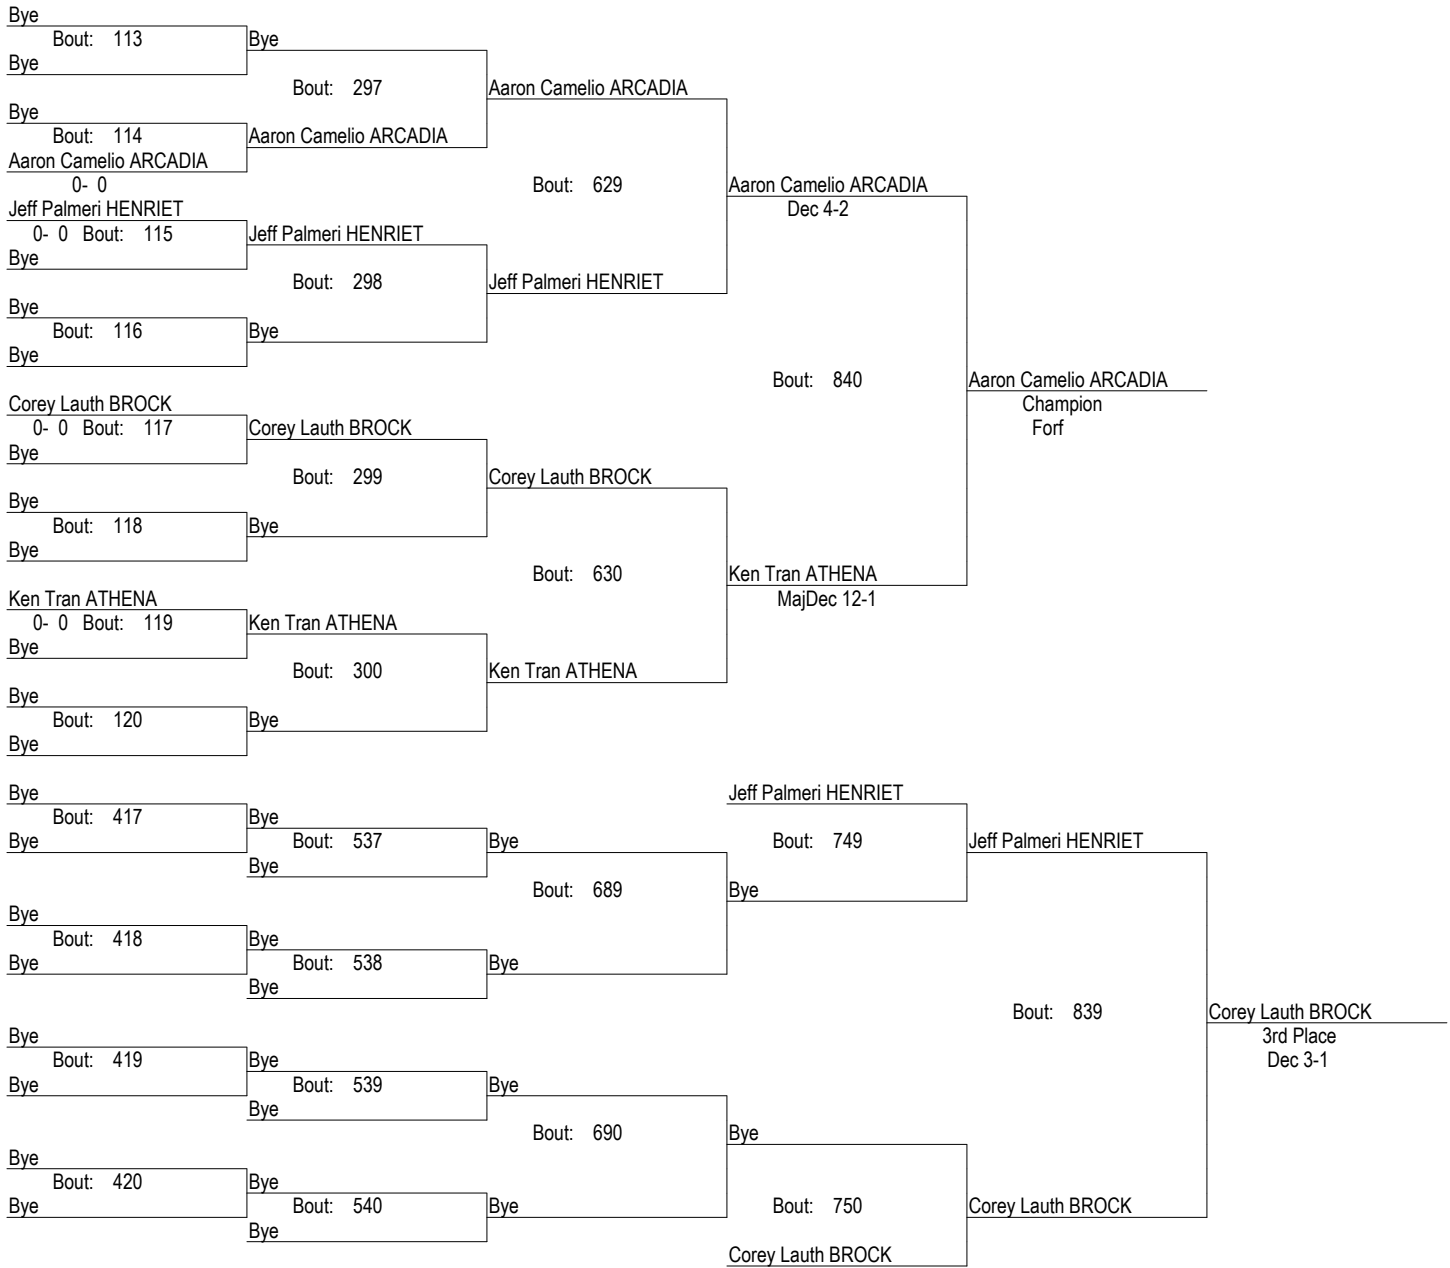 Bye
Bout: 113 Bye
Bye
Bout: 297 Aaron Camelio ARCADIA
Bye
Bout: 114 Aaron Camelio ARCADIA
Aaron Camelio ARCADIA
0- 0 Bout: 629 Aaron Camelio ARCADIA
Jeff Palmeri HENRIET Dec 4-2
0- 0 Bout: 115 Jeff Palmeri HENRIET
Bye
Bout: 298 Jeff Palmeri HENRIET
Bye
Bout: 116 Bye
Bye
Bout: 840 Aaron Camelio ARCADIA
Corey Lauth BROCK Champion
0- 0 Bout: 117 Corey Lauth BROCK Forf
Bye
Bout: 299 Corey Lauth BROCK
Bye
Bout: 118 Bye
Bye
Bout: 630 Ken Tran ATHENA
Ken Tran ATHENA MajDec 12-1
0- 0 Bout: 119 Ken Tran ATHENA
Bye
Bout: 300 Ken Tran ATHENA
Bye
Bout: 120 Bye
Bye
Bye Jeff Palmeri HENRIET
Bout: 417 Bye
Bye Bout: 537 Bye Bout: 749 Jeff Palmeri HENRIET
Bye
Bout: 689 Bye
Bye
Bout: 418 Bye
Bye Bout: 538 Bye
Bye
Bout: 839 Corey Lauth BROCK
Bye 3rd Place
Bout: 419 Bye Dec 3-1
Bye Bout: 539 Bye
Bye
Bout: 690 Bye
Bye
Bout: 420 Bye
Bye Bout: 540 Bye Bout: 750 Corey Lauth BROCK
Bye
Corey Lauth BROCK